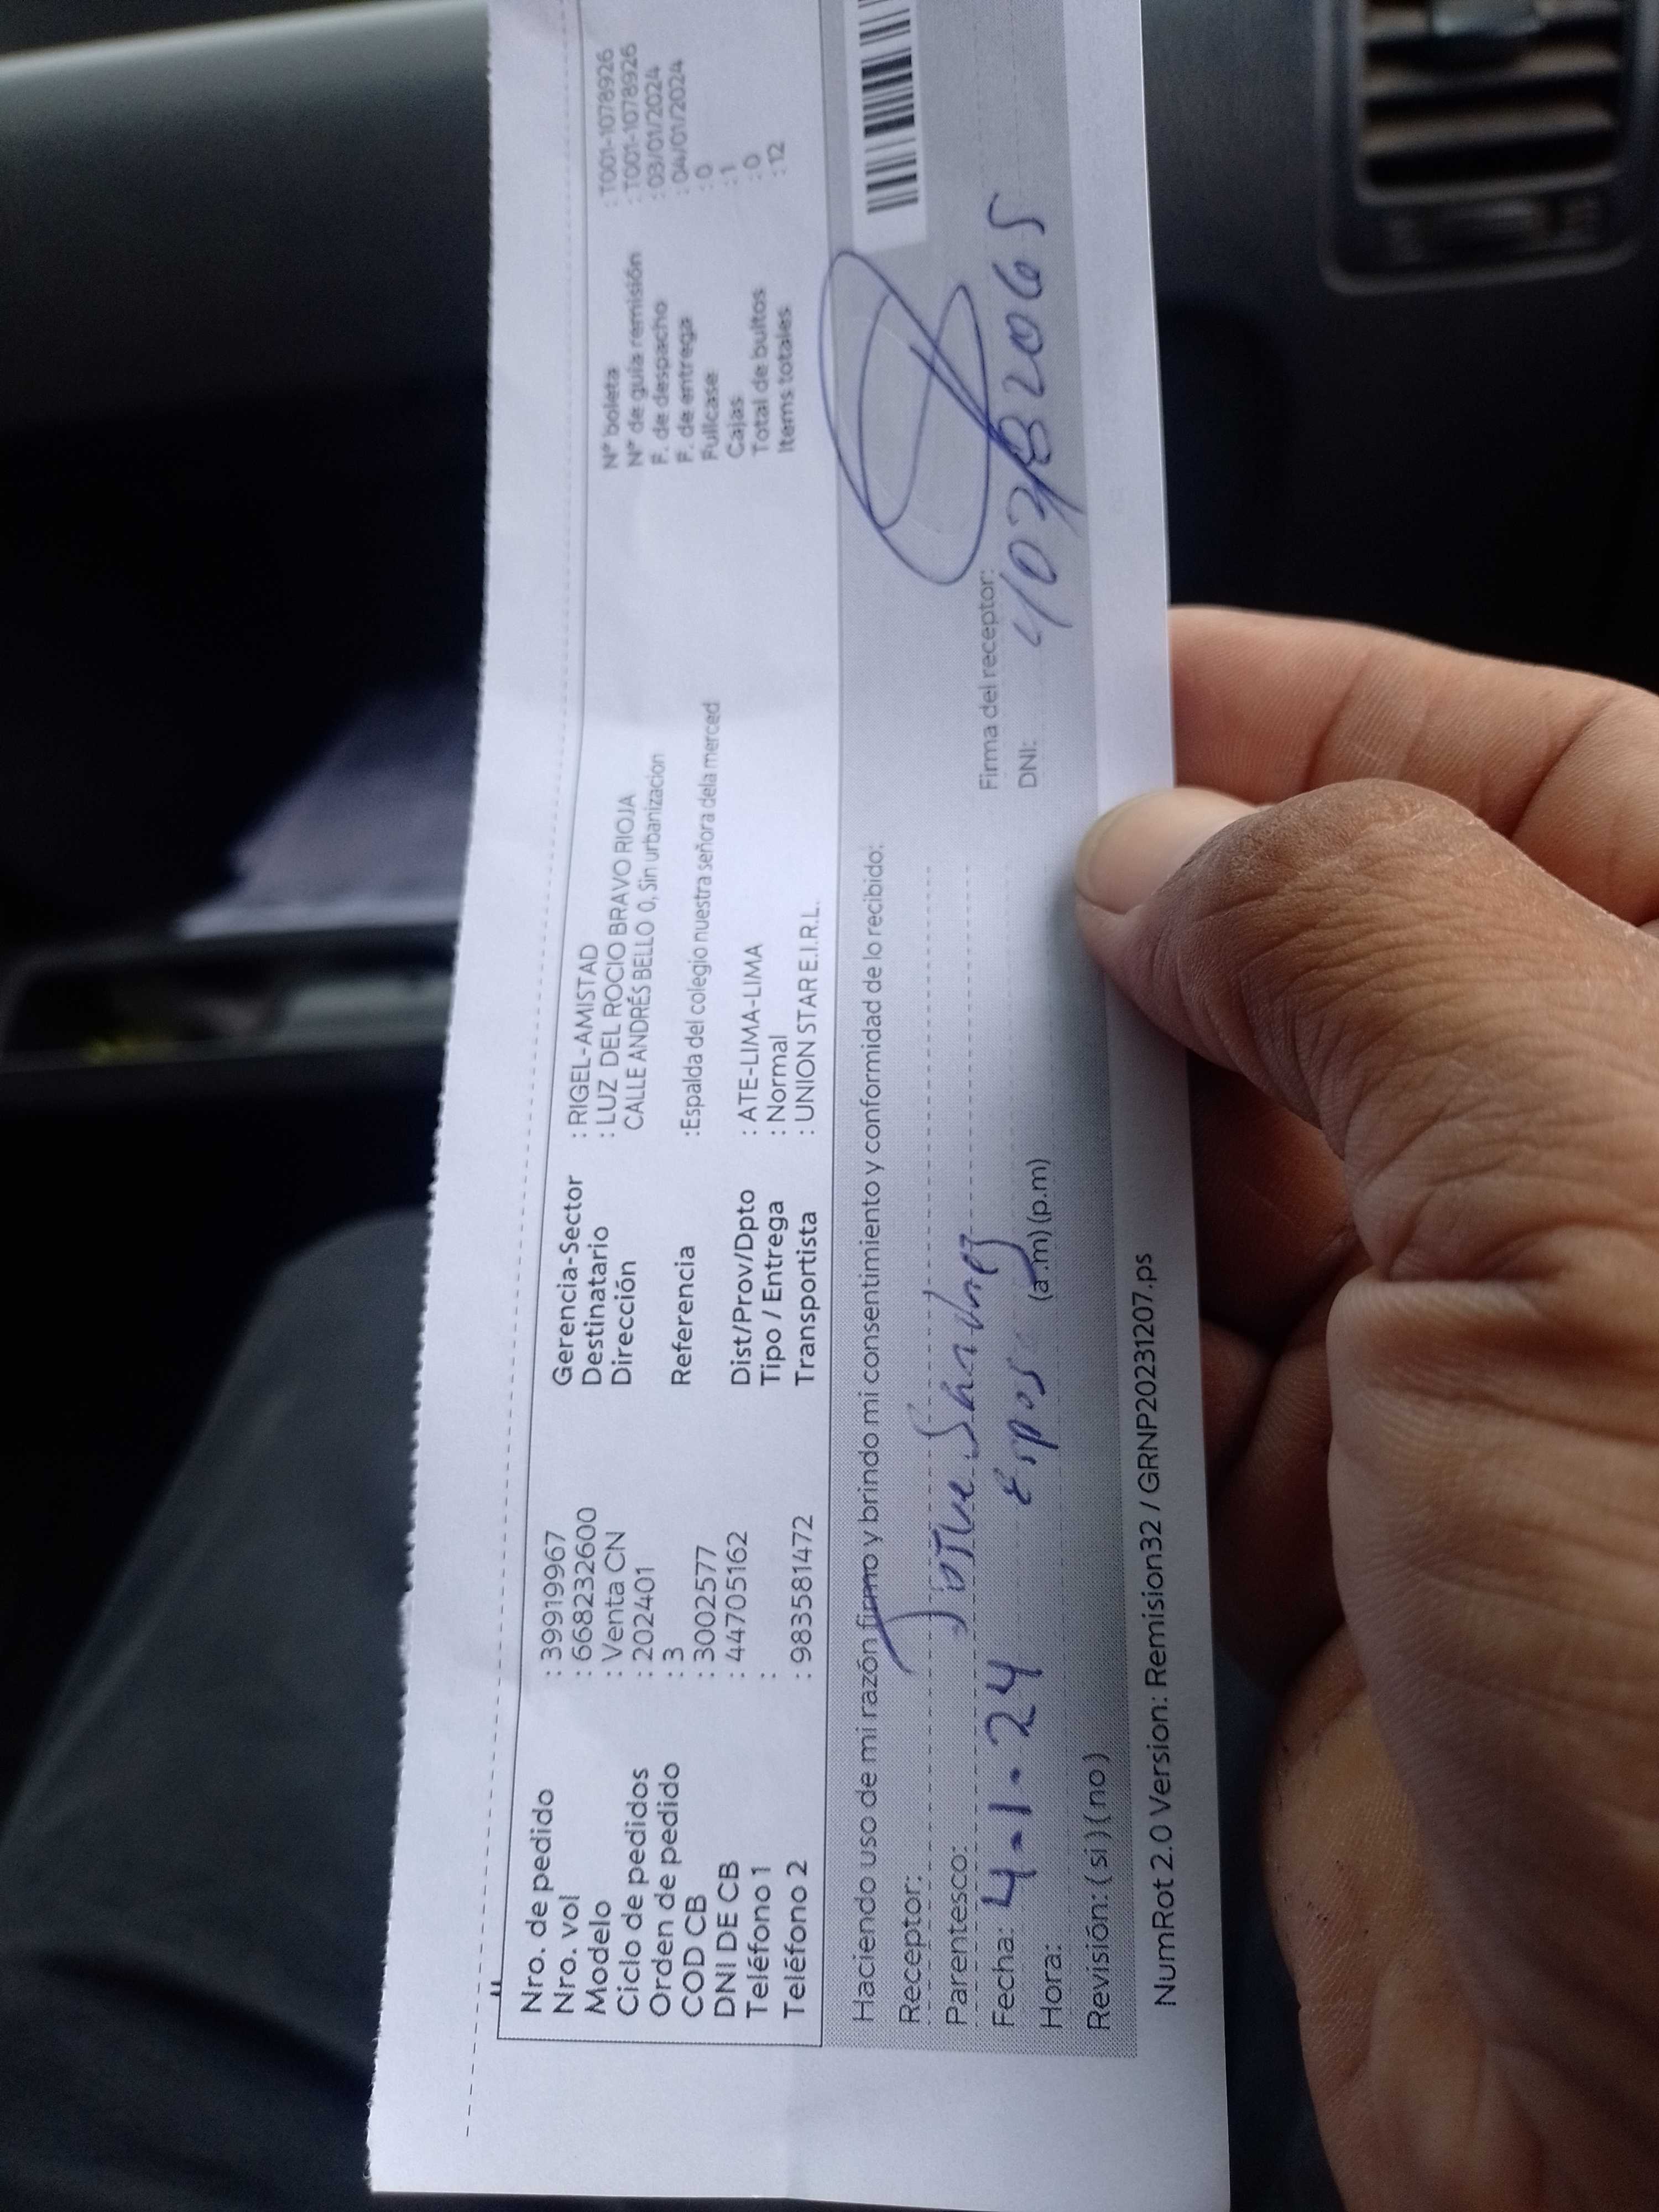 Nro. de pedido : 39919967
Nro. vol : 668232600
Modelo : Venta CN
Ciclo de pedidos : 202401
Orden de pedido : 3
COD CB : 3002577
DNI DE CB : 44705162
Teléfono 1 :
Teléfono 2 : 983581472
Gerencia-Sector : RIGEL-AMISTAD
Destinatario : LUZ DEL ROCIO BRAVO RIOJA
Dirección CALLE ANDRÉS BELLO 0, Sin urbanizacion
Referencia :Espalda del colegio nuestra señora dela merced
Dist/Prov/Dpto : ATE-LIMA-LIMA
Tipo / Entrega : Normal
Transportista : UNION STAR E.I.R.L.
N° boleta : T001-1078926
N° de guía remisión : T001-1078926
F. de despacho : 03/01/2024
F. de entrega : 04/01/2024
Fullcase : 0
Cajas : 1
Total de bultos : 0
Items totales : 12
Haciendo uso de mi razón firmo y brindo mi consentimiento y conformidad de lo recibido:
Receptor:
Parentesco:
Fecha: 4-1-24
Hora: (a.m) (p.m)
Revisión: (si) (no)
Firma del receptor:
DNI:
NumRot 2.0 Version: Remision32 / GRNP20231207.ps